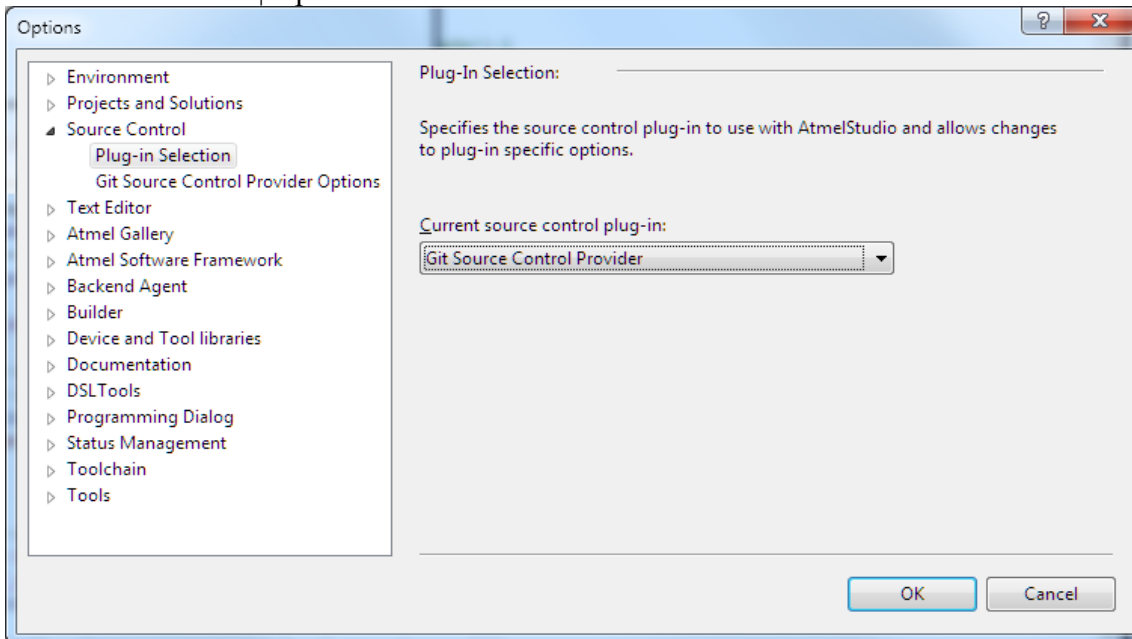 Options
Environment
Projects and Solutions
Source Control
Plug-in Selection
Git Source Control Provider Options
Text Editor
Atmel Gallery
Atmel Software Framework
Backend Agent
Builder
Device and Tool libraries
Documentation
DSLTools
Programming Dialog
Status Management
Toolchain
Tools
Plug-In Selection:
Specifies the source control plug-in to use with AtmelStudio and allows changes
to plug-in specific options.
Current source control plug-in:
Git Source Control Provider
OK
Cancel